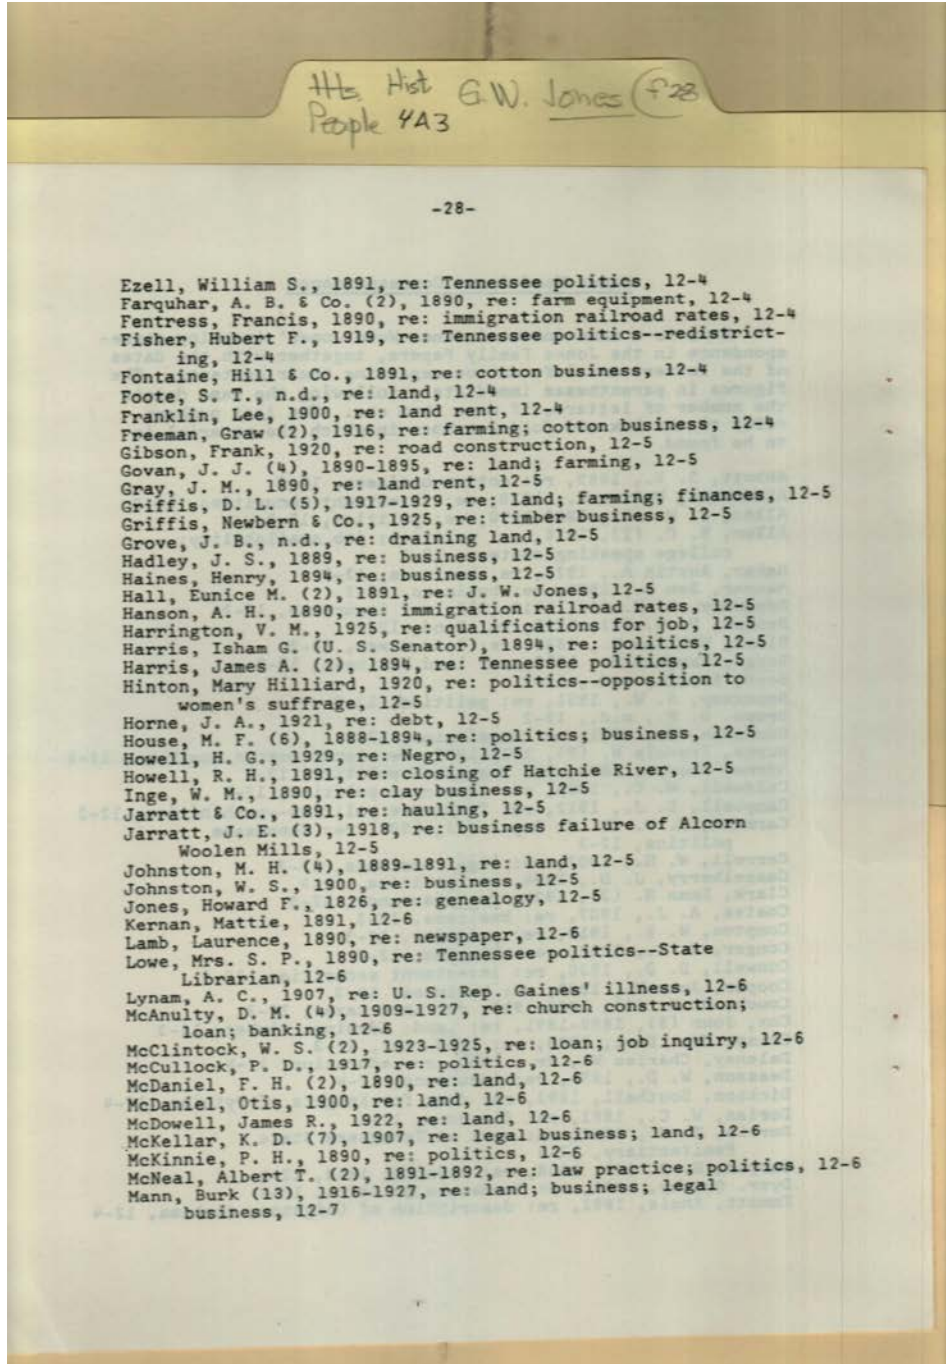 Hts. Hist G.W. Jones (f28
People 4A3
-28-
Ezell, William S., 1891, re: Tennessee politics, 12-4
Farquhar, A. B. & Co. (2), 1890, re: farm equipment, 12-4
Fentress, Francis, 1890, re: immigration railroad rates, 12-4
Fisher, Hubert F., 1919, re: Tennessee politics--redistrict-
ing, 12-4
Fontaine, Hill & Co., 1891, re: cotton business, 12-4
Foote, S. T., n.d., re: land, 12-4
Franklin, Lee, 1900, re: land rent, 12-4
Freeman, Graw (2), 1916, re: farming; cotton business, 12-4
Gibson, Frank, 1920, re: road construction, 12-5
Govan, J. J. (4), 1890-1895, re: land; farming, 12-5
Gray, J. M., 1890, re: land rent, 12-5
Griffis, D. L. (5), 1917-1929, re: land; farming; finances, 12-5
Griffis, Newbern & Co., 1925, re: timber business, 12-5
Grove, J. B., n.d., re: draining land, 12-5
Hadley, J. S., 1889, re: business, 12-5
Haines, Henry, 1894, re: business, 12-5
Hall, Eunice M. (2), 1891, re: J. W. Jones, 12-5
Hanson, A. H., 1890, re: immigration railroad rates, 12-5
Harrington, V. M., 1925, re: qualifications for job, 12-5
Harris, Isham G. (U. S. Senator), 1894, re: politics, 12-5
Harris, James A. (2), 1894, re: Tennessee politics, 12-5
Hinton, Mary Hilliard, 1920, re: politics--opposition to
women's suffrage, 12-5
Horne, J. A., 1921, re: debt, 12-5
House, M. F. (6), 1888-1894, re: politics; business, 12-5
Howell, H. G., 1929, re: Negro, 12-5
Howell, R. H., 1891, re: closing of Hatchie River, 12-5
Inge, W. M., 1890, re: clay business, 12-5
Jarratt & Co., 1891, re: hauling, 12-5
Jarratt, J. E. (3), 1918, re: business failure of Alcorn
Woolen Mills, 12-5
Johnston, M. H. (4), 1889-1891, re: land, 12-5
Johnston, W. S., 1900, re: business, 12-5
Jones, Howard F., 1826, re: genealogy, 12-5
Kernan, Mattie, 1891, 12-6
Lamb, Laurence, 1890, re: newspaper, 12-6
Lowe, Mrs. S. P., 1890, re: Tennessee politics--State
Librarian, 12-6
Lynam, A. C., 1907, re: U. S. Rep. Gaines' illness, 12-6
McAnulty, D. M. (4), 1909-1927, re: church construction;
loan; banking, 12-6
McClintock, W. S. (2), 1923-1925, re: loan; job inquiry, 12-6
McCullock, P. D., 1917, re: politics, 12-6
McDaniel, F. H. (2), 1890, re: land, 12-6
McDaniel, Otis, 1900, re: land, 12-6
McDowell, James R., 1922, re: land, 12-6
McKellar, K. D. (7), 1907, re: legal business; land, 12-6
McKinnie, P. H., 1890, re: politics, 12-6
McNeal, Albert T. (2), 1891-1892, re: law practice; politics, 12-6
Mann, Burk (13), 1916-1927, re: land; business; legal
business, 12-7